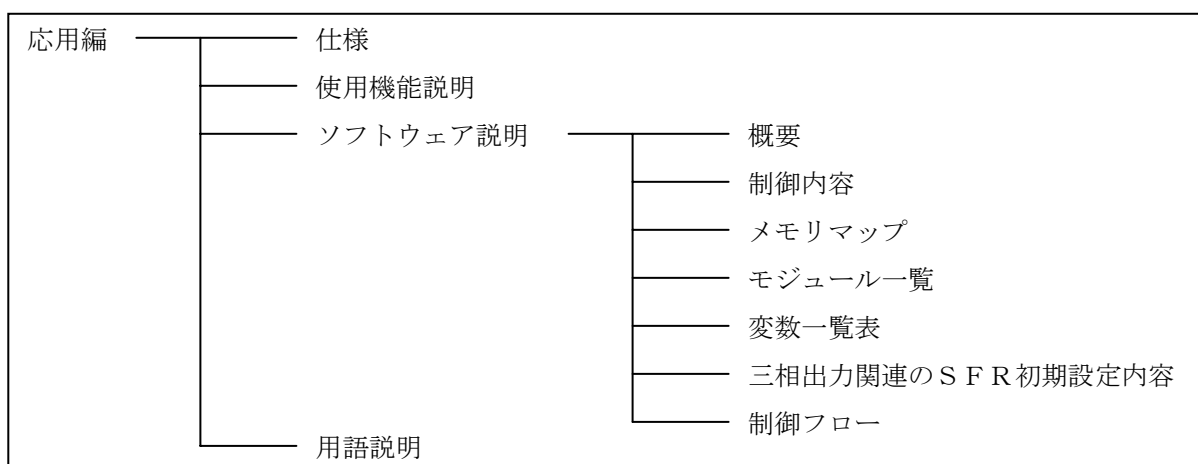 応用編
仕様
使用機能説明
ソフトウェア説明
概要
制御内容
メモリマップ
モジュール一覧
変数一覧表
三相出力関連のSFR初期設定内容
制御フロー
用語説明